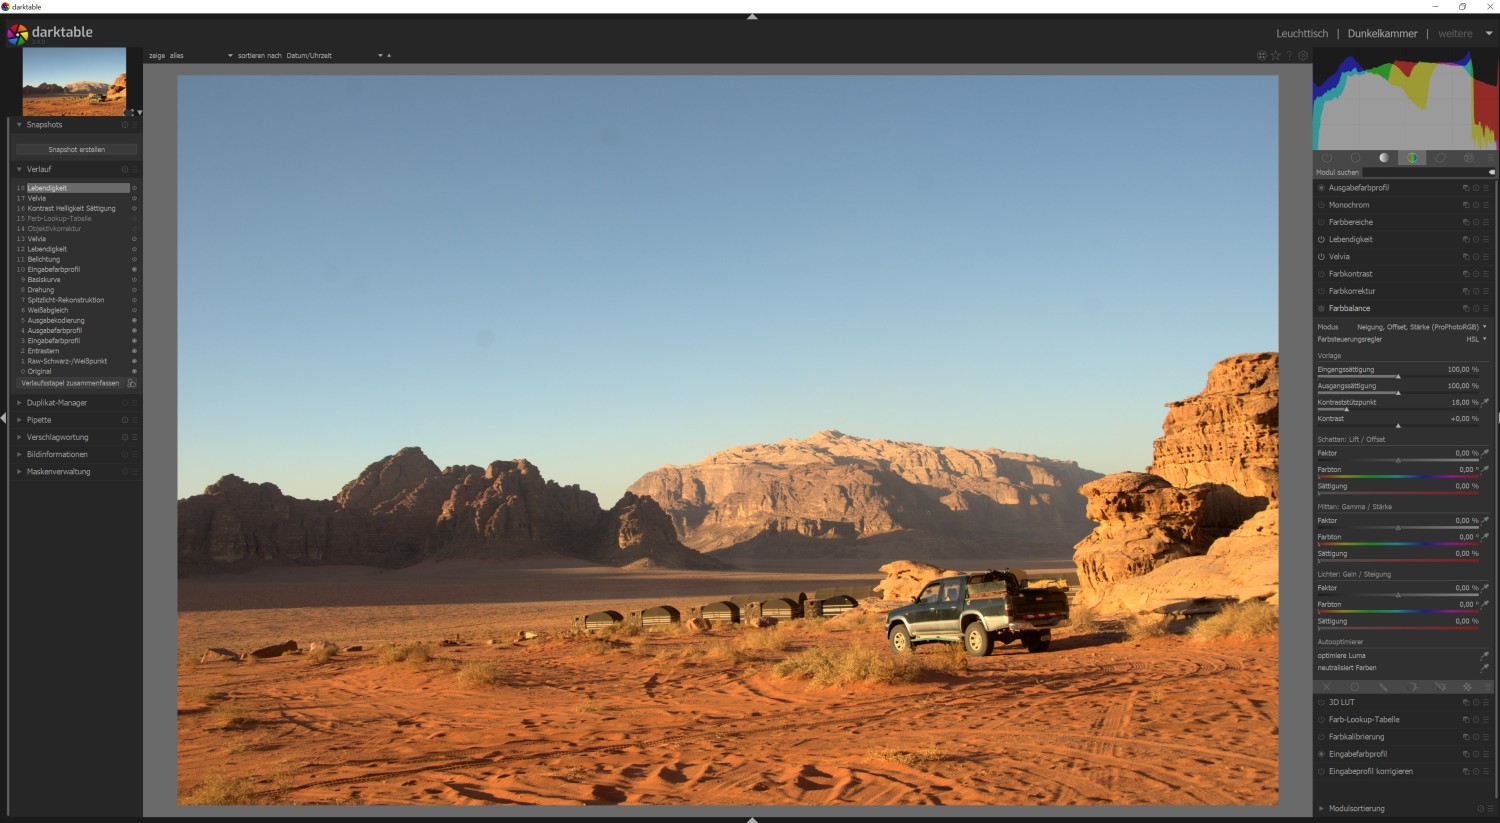 darktable
darktable
Leuchttisch | Dunkelkammer | weitere
zeige alles sortieren nach Datum/Uhrzeit
Snapshots
Snapshot erstellen
Verlauf
18 Lebendigkeit
17 Velvia
16 Kontrast Helligkeit Sättigung
15 Farb-Lookup-Tabelle
14 Objektivkorrektur
13 Velvia
12 Lebendigkeit
11 Belichtung
10 Eingabefarbprofil
9 Basiskurve
8 Drehung
7 Spitzlicht-Rekonstruktion
6 Weißabgleich
5 Ausgabekodierung
4 Ausgabefarbprofil
3 Eingabefarbprofil
2 Entrastern
1 Raw-Schwarz-/Weißpunkt
0 Original
Verlaufsstapel zusammenfassen
Duplikat-Manager
Pipette
Verschlagwortung
Bildinformationen
Maskenverwaltung
Modul suchen
Ausgabefarbprofil
Monochrom
Farbbereiche
Lebendigkeit
Velvia
Farbkontrast
Farbkorrektur
Farbbalance
Modus Neigung, Offset, Stärke (ProPhotoRGB)
Farbsteuerungsregler HSL
Vorlage
Eingangssättigung 100,00 %
Ausgangssättigung 100,00 %
Kontraststützpunkt 18,00 %
Kontrast +0,00 %
Schatten: Lift / Offset
Faktor 0,00 %
Farbton 0,00 °
Sättigung 0,00 %
Mitten: Gamma / Stärke
Faktor 0,00 %
Farbton 0,00 °
Sättigung 0,00 %
Lichter: Gain / Steigung
Faktor 0,00 %
Farbton 0,00 °
Sättigung 0,00 %
Autooptimierer
optimiere Luma
neutralisiert Farben
3D LUT
Farb-Lookup-Tabelle
Farbkalibrierung
Eingabefarbprofil
Eingabeprofil korrigieren
Modulsortierung